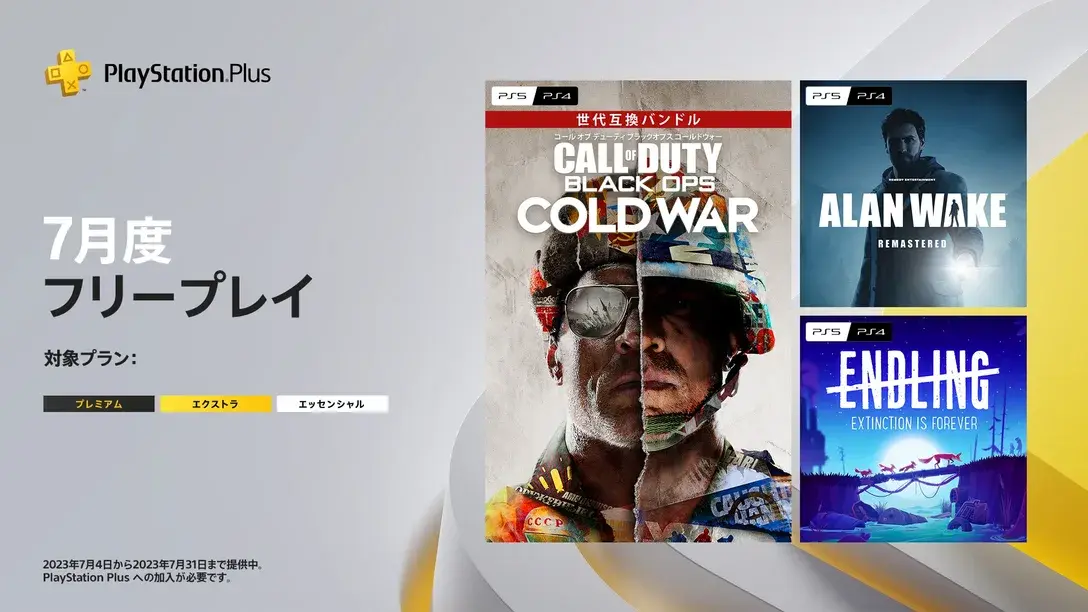 PlayStation®Plus
7月度
フリープレイ
対象プラン:
プレミアム
エクストラ
エッセンシャル
2023年7月4日から2023年7月31日まで提供中。
PlayStation Plus への加入が必要です。
PS5 PS4
世代互換バンドル
コール オブ デューティ ブラックオプス コールドウォー
CALL OF DUTY
BLACK OPS
COLD WAR
CCCP
PS5 PS4
REMEDY ENTERTAINMENT
ALAN WAKE
REMASTERED
PS5 PS4
ENDLING
EXTINCTION IS FOREVER